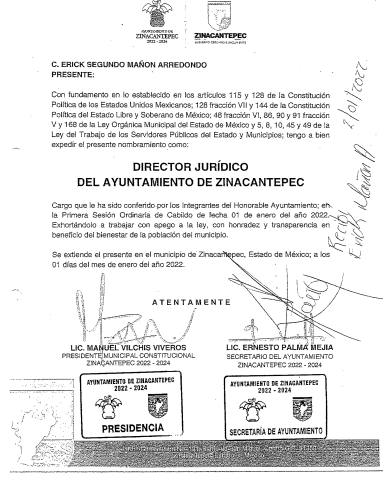 AYUNTAMIENTO DE
ZINACANTEPEC
2022 - 2024
ZINACANTEPEC
C. ERICK SEGUNDO MAÑON ARREDONDO
PRESENTE:
Con fundamento en lo establecido en los artículos 115 y 128 de la Constitución
Política de los Estados Unidos Mexicanos; 128 fracción VII y 144 de la Constitución
Política del Estado Libre y Soberano de México; 48 fracción VI, 86, 90 y 91 fracción
V y 168 de la Ley Orgánica Municipal del Estado de México y 5, 8, 10, 45 y 49 de la
Ley del Trabajo de los Servidores Públicos del Estado y Municipios; tengo a bien
expedir el presente nombramiento como:
DIRECTOR JURÍDICO
DEL AYUNTAMIENTO DE ZINACANTEPEC
Cargo que le ha sido conferido por los Integrantes del Honorable Ayuntamiento; en
la Primera Sesión Ordinaria de Cabildo de fecha 01 de enero del año 2022.
Exhortándolo a trabajar con apego a la ley, con honradez y transparencia en
beneficio del bienestar de la población del municipio.
Se extiende el presente en el municipio de Zinacantepec, Estado de México; a los
01 días del mes de enero del año 2022.
Recibí
Erick Mañon A
2/01/2022
ATENTAMENTE
LIC. MANUEL VILCHIS VIVEROS
PRESIDENTE MUNICIPAL CONSTITUCIONAL
ZINACANTEPEC 2022 - 2024
LIC. ERNESTO PALMA MEJIA
SECRETARIO DEL AYUNTAMIENTO
ZINACANTEPEC 2022 - 2024
AYUNTAMIENTO DE ZINACANTEPEC
2022 - 2024
PRESIDENCIA
AYUNTAMIENTO DE ZINACANTEPEC
2022 - 2024
SECRETARÍA DE AYUNTAMIENTO